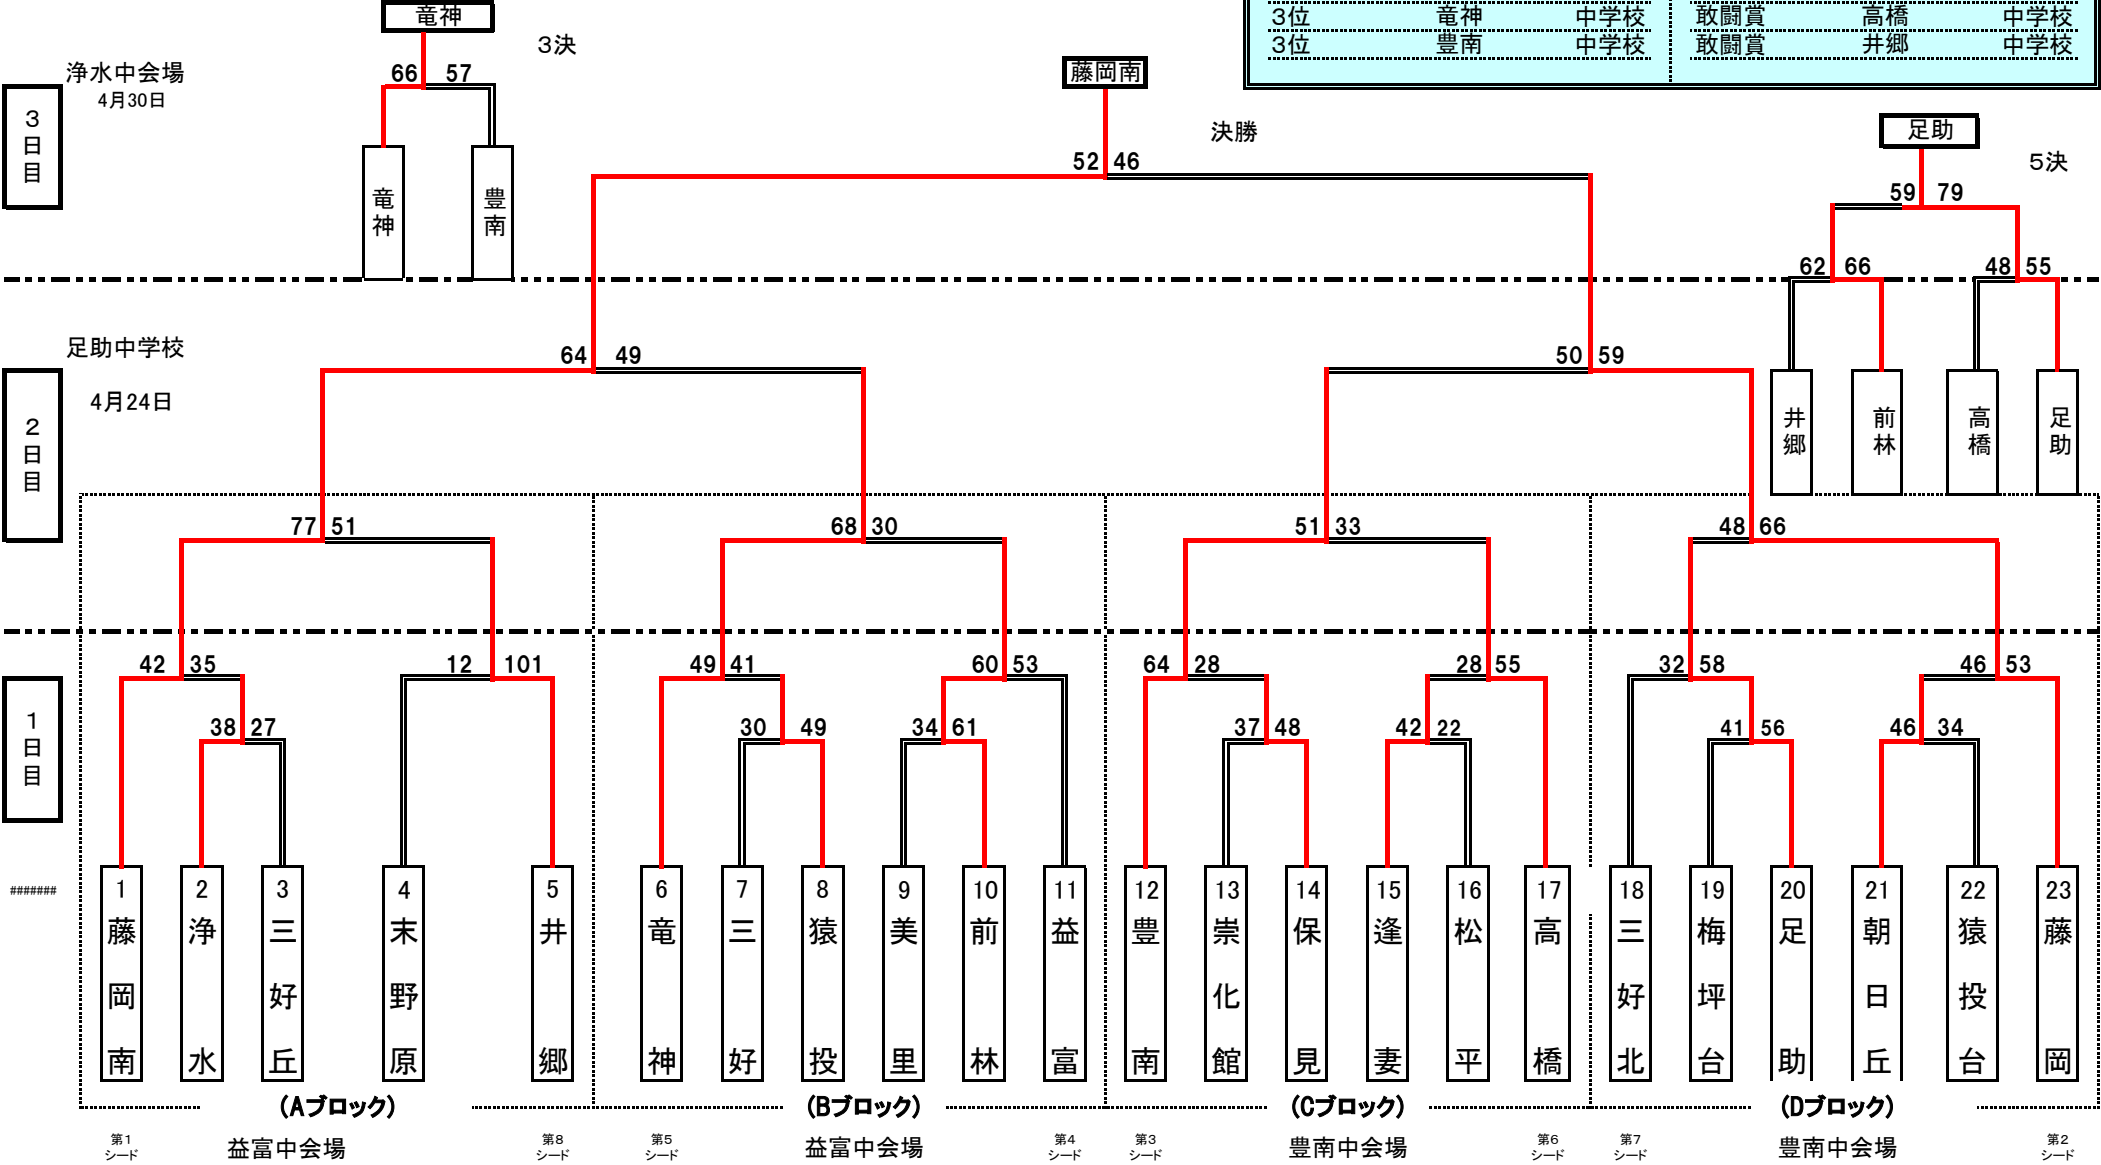 竜神
3位 竜神 中学校 敢闘賞 高橋 中学校
3位 豊南 中学校 敢闘賞 井郷 中学校
3決
浄水中会場
4月30日
66 57
藤岡南
3日目
決勝
足助
5決
52 46
竜神
豊南
59 79
62 66
48 55
足助中学校
4月24日
64 49
50 59
2日目
井郷
前林
高橋
足助
77 51
68 30
51 33
48 66
42 35
12 101
49 41
60 53
64 28
28 55
32 58
46 53
1日目
38 27
30 49
34 61
37 48
42 22
41 56
46 34
#######
1 藤岡南
2 浄水
3 三好丘
4 末野原
5 井郷
6 竜神
7 三好
8 猿投
9 美里
10 前林
11 益富
12 豊南
13 崇化館
14 保見
15 逢妻
16 松平
17 高橋
18 三好北
19 梅坪台
20 足助
21 朝日丘
22 猿投台
23 藤岡
(Aブロック)
(Bブロック)
(Cブロック)
(Dブロック)
第1シード
益富中会場
第8シード
第5シード
益富中会場
第4シード
第3シード
豊南中会場
第6シード
第7シード
豊南中会場
第2シード